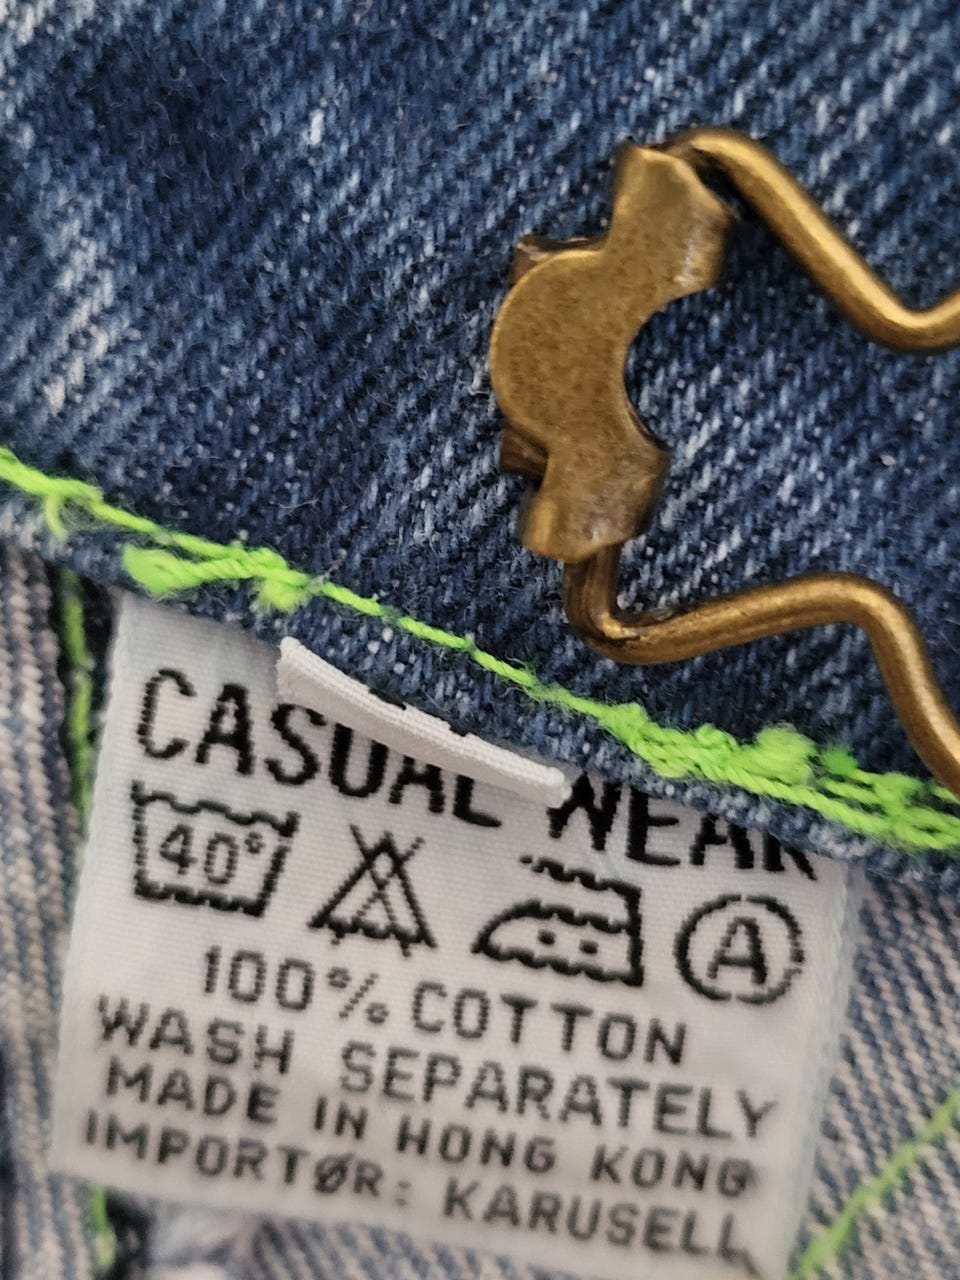 CASUAL WEAR
40° A
100% COTTON
WASH SEPARATELY
MADE IN HONG KONG
IMPORTØR: KARUSELL